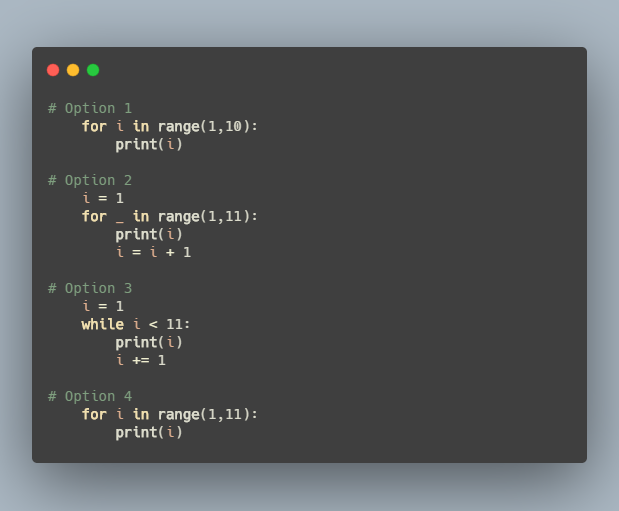 # Option 1
    for i in range(1,10):
        print(i)

# Option 2
    i = 1
    for _ in range(1,11):
        print(i)
        i = i + 1

# Option 3
    i = 1
    while i < 11:
        print(i)
        i += 1

# Option 4
    for i in range(1,11):
        print(i)